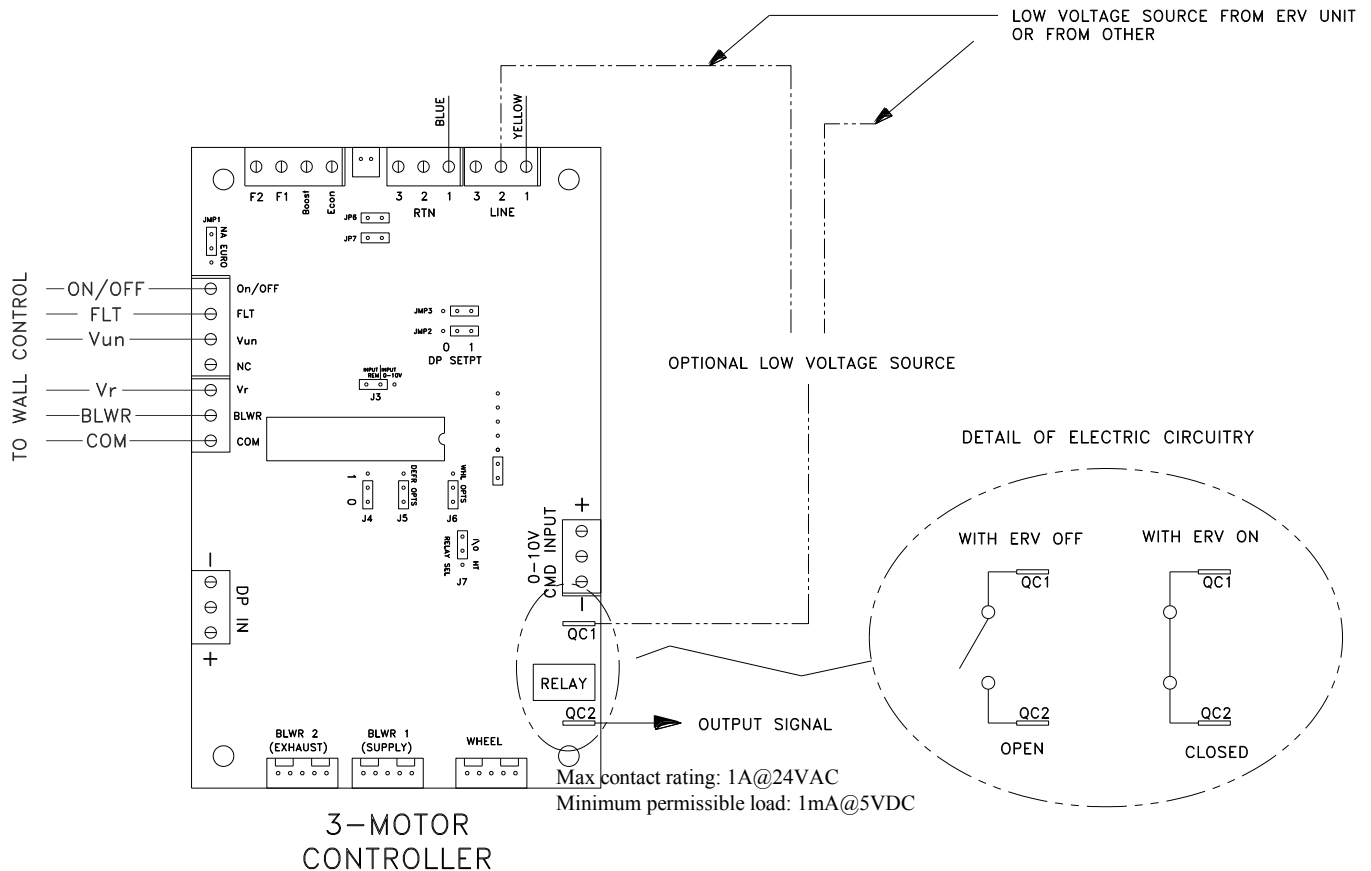 LOW VOLTAGE SOURCE FROM ERV UNIT
OR FROM OTHER
BLUE
YELLOW
F2 F1 Boost Econ
3 2 1
RTN
3 2 1
LINE
JMP1
NA EURO
JP6
JP7
TO WALL CONTROL
ON/OFF
FLT
Vun
Vr
BLWR
COM
On/OFF
FLT
Vun
NC
Vr
BLWR
COM
JMP3
JMP2
0 1
DP SETPT
INPUT INPUT
REM 0-10V
J3
OPTIONAL LOW VOLTAGE SOURCE
1 0
J4
DEFR OPTS
J5
WHL OPTS
J6
RELAY SEL
I/O HT
J7
+
0-10V
CMD INPUT
-
-
DP IN
+
QC1
RELAY
QC2
OUTPUT SIGNAL
BLWR 2
(EXHAUST)
BLWR 1
(SUPPLY)
WHEEL
Max contact rating: 1A@24VAC
Minimum permissible load: 1mA@5VDC
3-MOTOR
CONTROLLER
DETAIL OF ELECTRIC CIRCUITRY
WITH ERV OFF
QC1
QC2
OPEN
WITH ERV ON
QC1
QC2
CLOSED